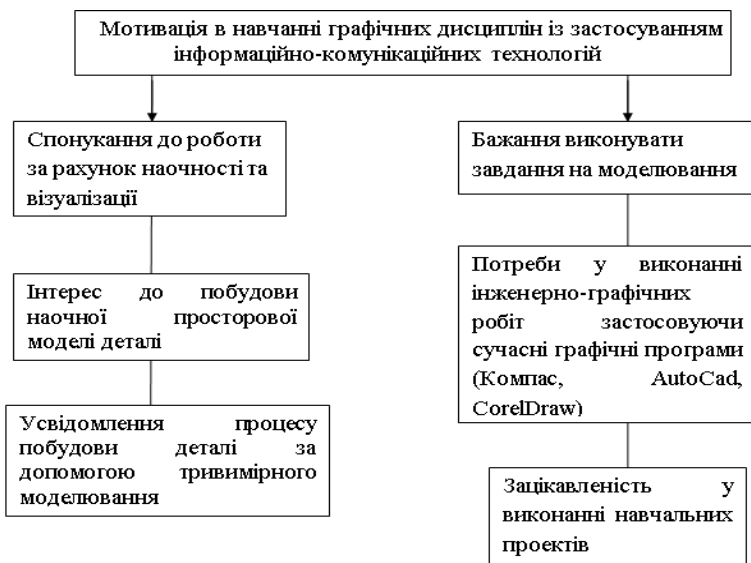 Мотивація в навчанні графічних дисциплін із застосуванням
інформаційно-комунікаційних технологій
Спонукання до роботи
за рахунок наочності та
візуалізації
Інтерес до побудови
наочної просторової
моделі деталі
Усвідомлення процесу
побудови деталі за
допомогою тривимірного
моделювання
Бажання виконувати
завдання на моделювання
Потреби у виконанні
інженерно-графічних
робіт застосовуючи
сучасні графічні програми
(Компас, AutoCad,
CorelDraw)
Зацікавленість у
виконанні навчальних
проектів